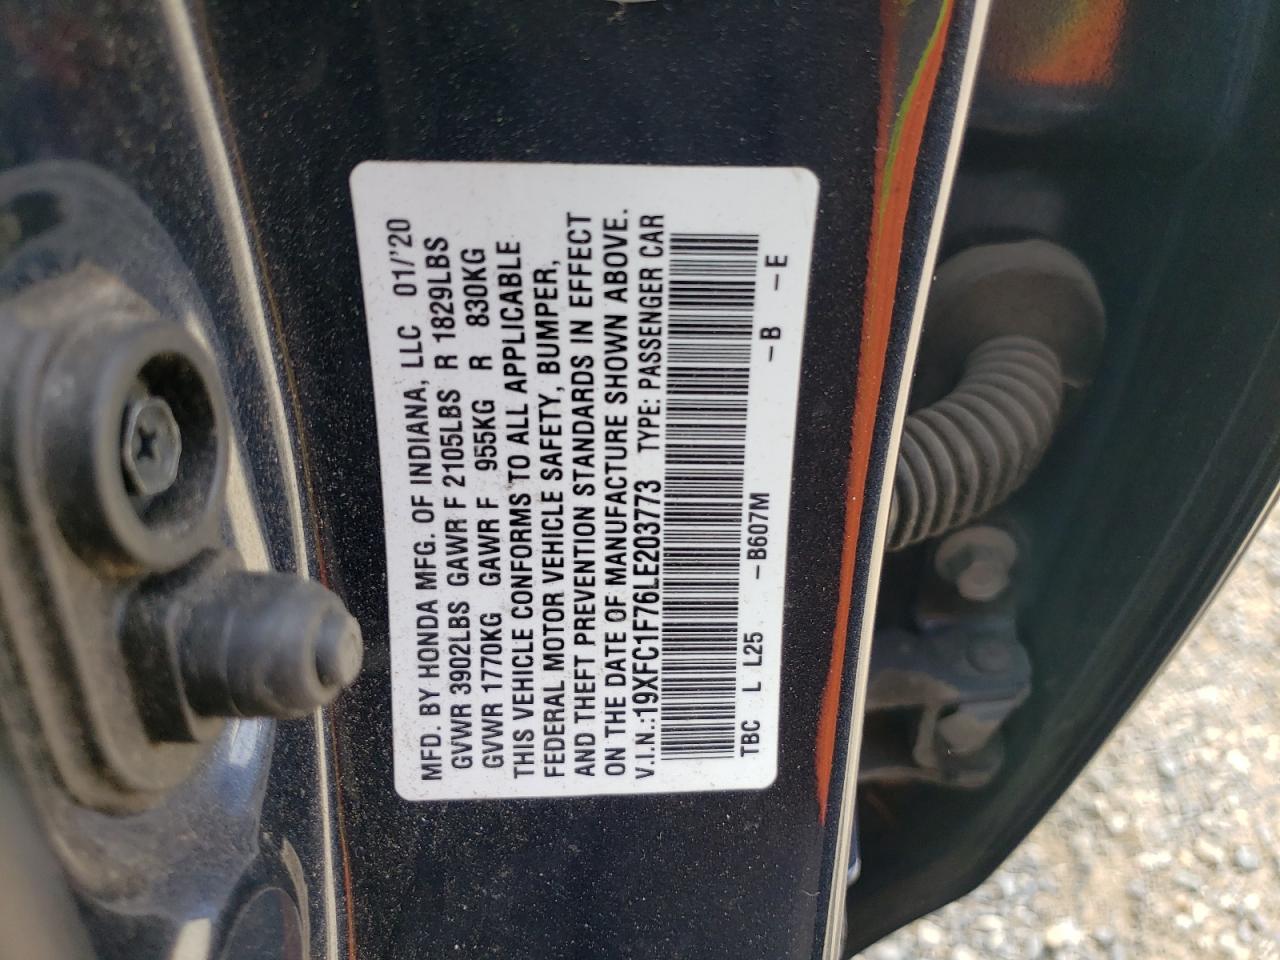 MFD. BY HONDA MFG. OF INDIANA, LLC 01/'20
GVWR 3902LBS GAWR F 2105LBS R 1829LBS
GVWR 1770KG GAWR F 955KG R 830KG
THIS VEHICLE CONFORMS TO ALL APPLICABLE
FEDERAL MOTOR VEHICLE SAFETY, BUMPER,
AND THEFT PREVENTION STANDARDS IN EFFECT
ON THE DATE OF MANUFACTURE SHOWN ABOVE.
V.I.N.:19XFC1F76LE203773 TYPE: PASSENGER CAR
TBC L L25 -B607M -B -E